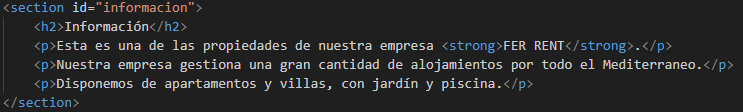 <section id="informacion">
<h2>Información</h2>
<p>Esta es una de las propiedades de nuestra empresa <strong>FER RENT</strong>.</p>
<p>Nuestra empresa gestiona una gran cantidad de alojamientos por todo el Mediterraneo.</p>
<p>Disponemos de apartamentos y villas, con jardín y piscina.</p>
</section>